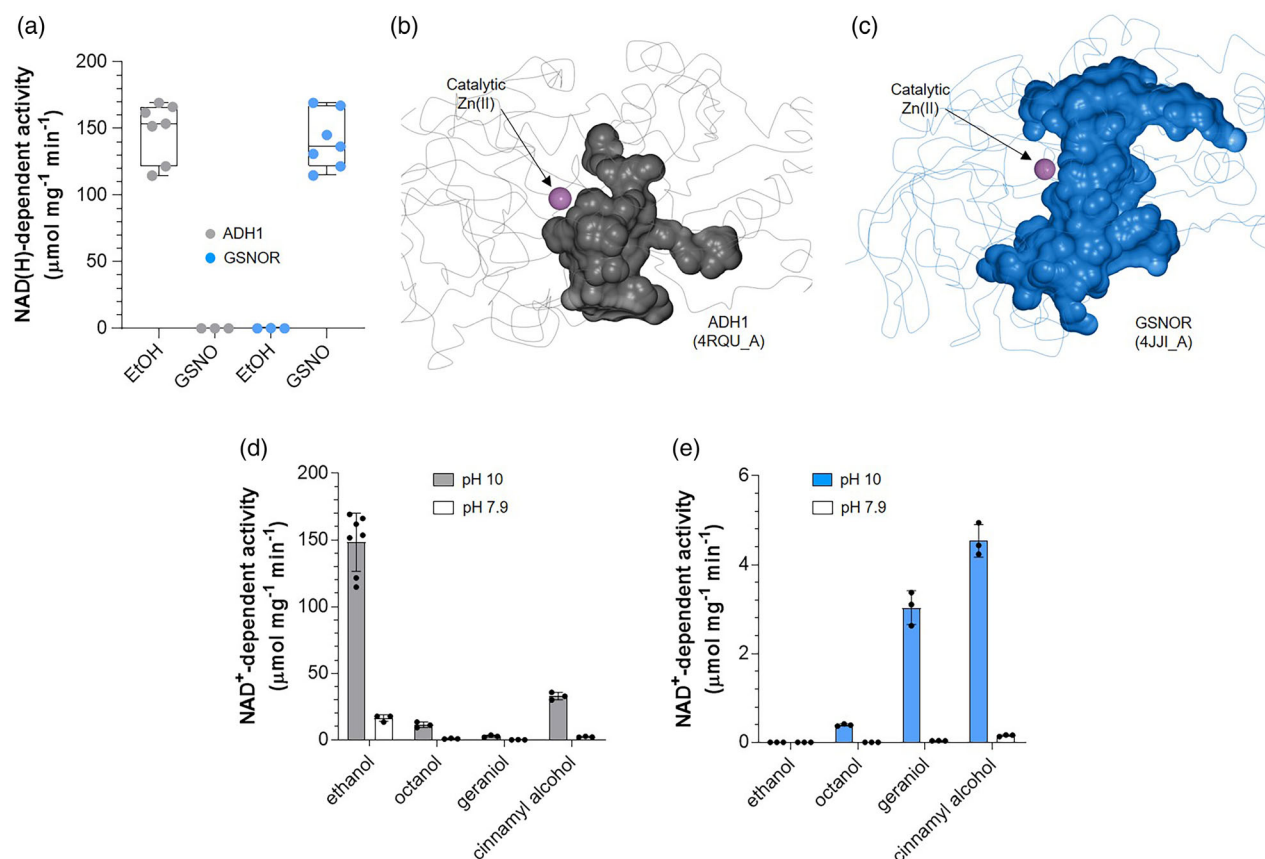 (a)
NAD(H)-dependent activity
(μmol mg-1 min-1)
200
150
100
50
0
ADH1
GSNOR
EtOH
GSNO
EtOH
GSNO
(b)
Catalytic
Zn(II)
ADH1
(4RQU_A)
(c)
Catalytic
Zn(II)
GSNOR
(4JJI_A)
(d)
NAD+-dependent activity
(μmol mg-1 min-1)
200
150
100
50
0
pH 10
pH 7.9
ethanol
octanol
geraniol
cinnamyl alcohol
(e)
NAD+-dependent activity
(μmol mg-1 min-1)
6
4
2
0
pH 10
pH 7.9
ethanol
octanol
geraniol
cinnamyl alcohol